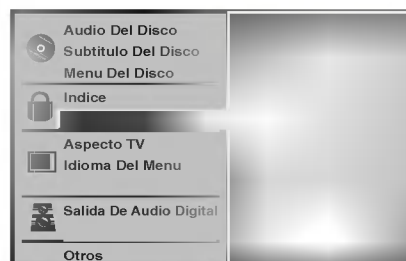 Audio Del Disco
Subtitulo Del Disco
Menu Del Disco
Indice
Aspecto TV
Idioma Del Menu
Salida De Audio Digital
Otros